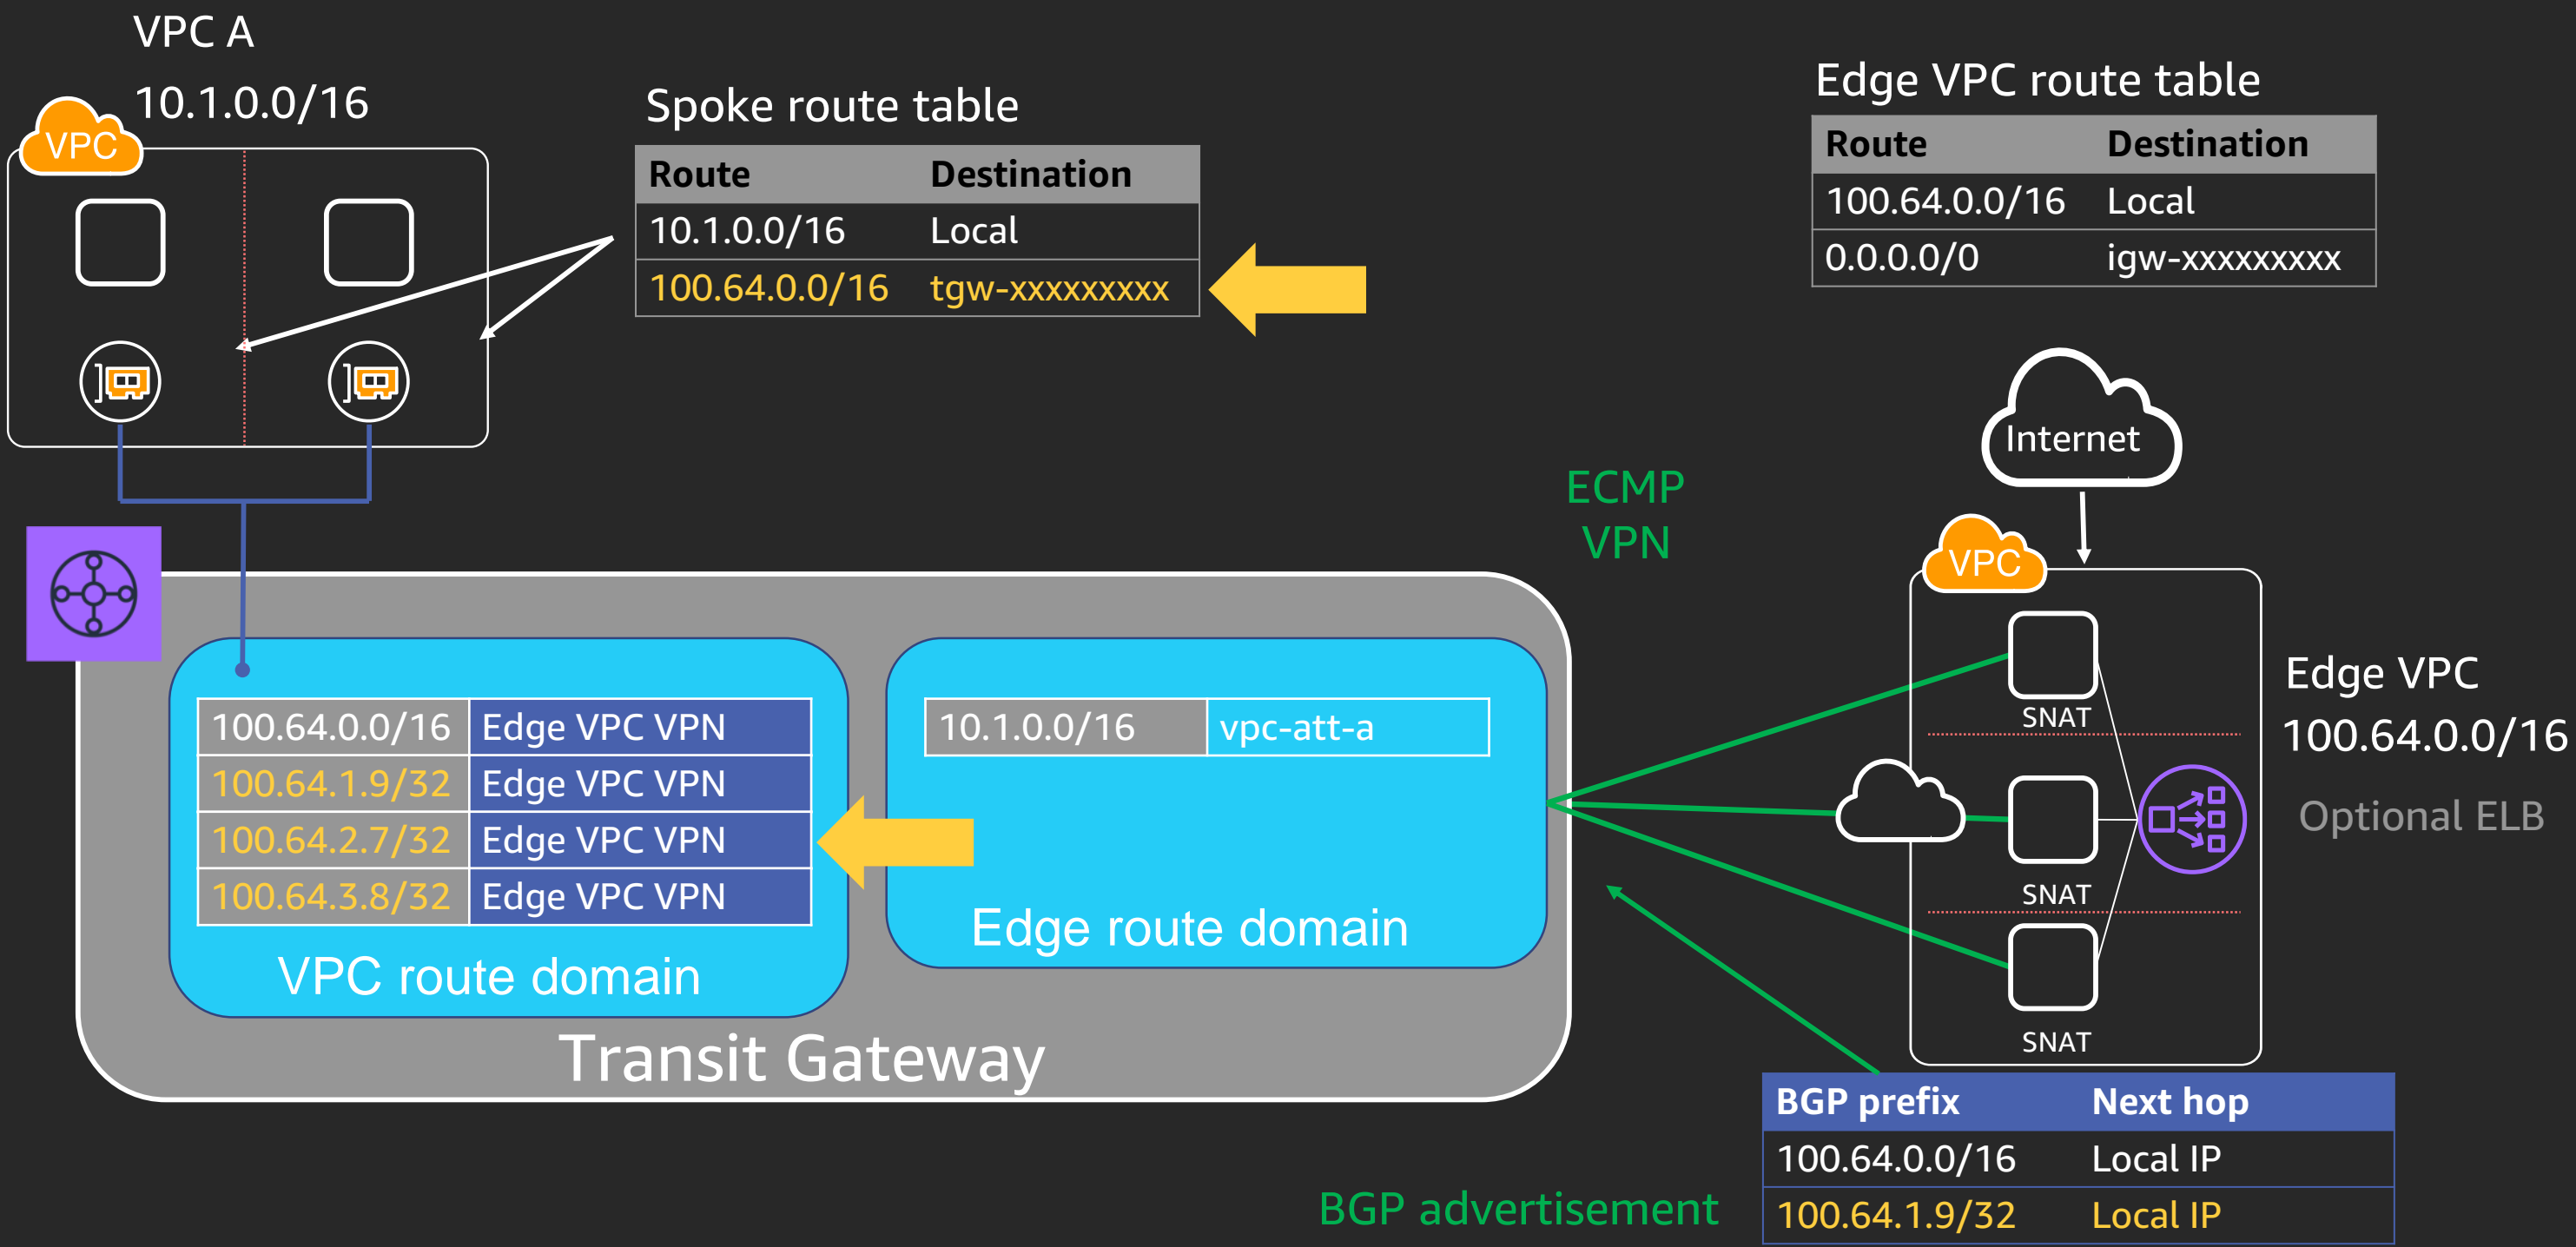 VPC A
10.1.0.0/16
VPC
Spoke route table
Route Destination
10.1.0.0/16 Local
100.64.0.0/16 tgw-xxxxxxxxx
Edge VPC route table
Route Destination
100.64.0.0/16 Local
0.0.0.0/0 igw-xxxxxxxxx
Internet
ECMP
VPN
VPC
100.64.0.0/16 Edge VPC VPN
100.64.1.9/32 Edge VPC VPN
100.64.2.7/32 Edge VPC VPN
100.64.3.8/32 Edge VPC VPN
VPC route domain
10.1.0.0/16 vpc-att-a
Edge route domain
Transit Gateway
SNAT
SNAT
SNAT
Edge VPC
100.64.0.0/16
Optional ELB
BGP advertisement
BGP prefix Next hop
100.64.0.0/16 Local IP
100.64.1.9/32 Local IP